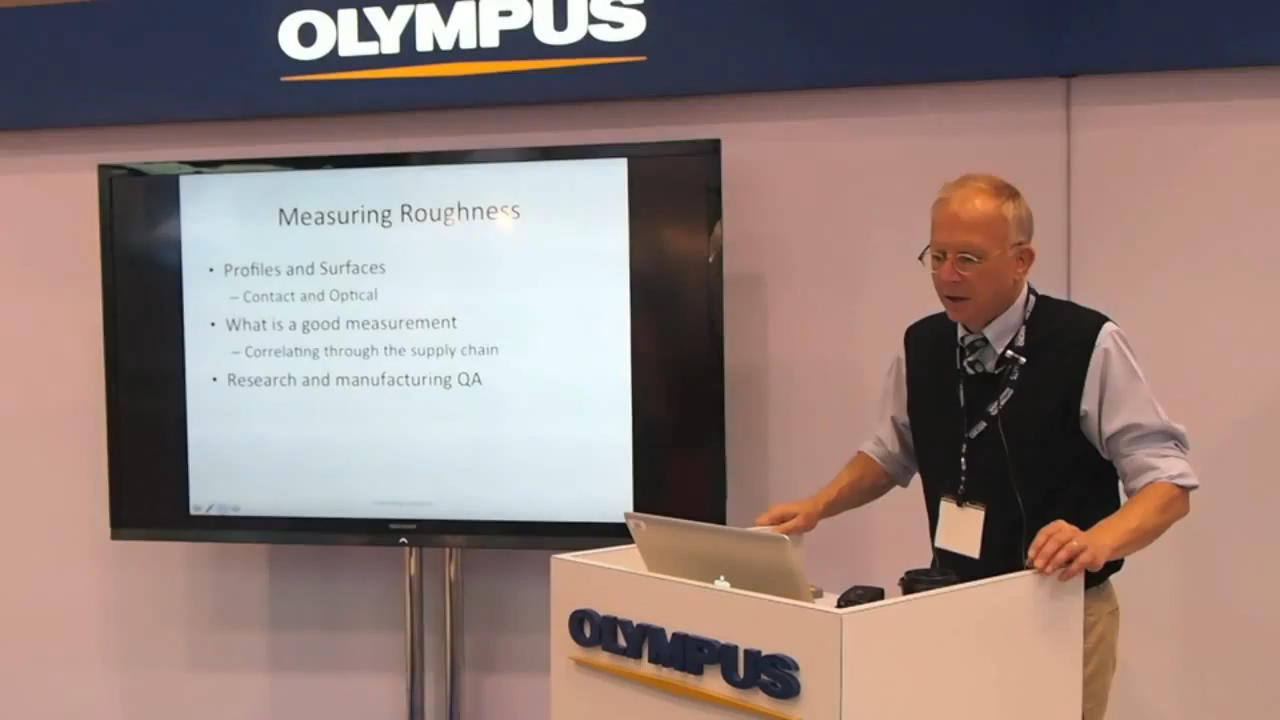 OLYMPUS
Measuring Roughness
• Profiles and Surfaces
– Contact and Optical
• What is a good measurement
– Correlating through the supply chain
• Research and manufacturing QA
OLYMPUS